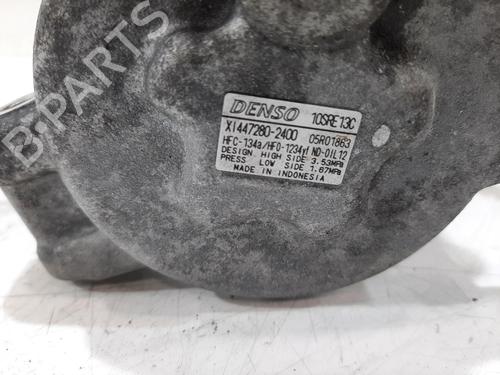 B-PARTS
DENSO 10SRE13C
XI447280-2400 05R01863
HFC-134a/HFO-1234yf ND-OIL12
DESIGN HIGH SIDE 3.53MPa
PRESS LOW SIDE 1.67MPa
MADE IN INDONESIA